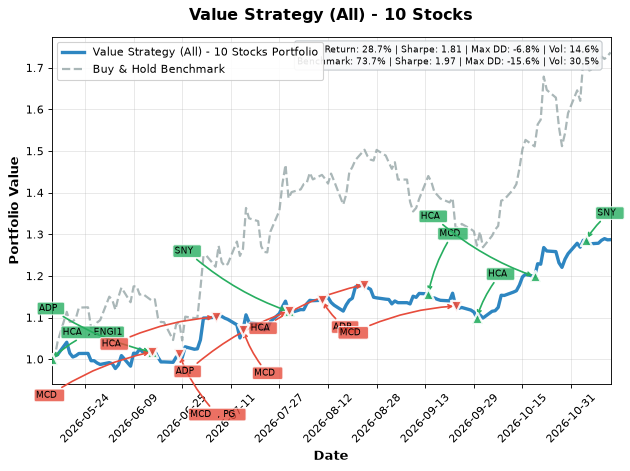 Value Strategy (All) - 10 Stocks
Value Strategy (All) - 10 Stocks Portfolio
Buy & Hold Benchmark
Return: 28.7% | Sharpe: 1.81 | Max DD: -6.8% | Vol: 14.6%
Benchmark: 73.7% | Sharpe: 1.97 | Max DD: -15.6% | Vol: 30.5%
Portfolio Value
1.7
1.6
1.5
1.4
1.3
1.2
1.1
1.0
SNY
HCA
MCD
SNY
HCA
ADP
HCA , ENGI1
HCA
HCA
ADP
MCD
ADP
MCD
MCD
MCD , PG
2026-05-24
2026-06-09
2026-06-25
2026-07-11
2026-07-27
2026-08-12
2026-08-28
2026-09-13
2026-09-29
2026-10-15
2026-10-31
Date